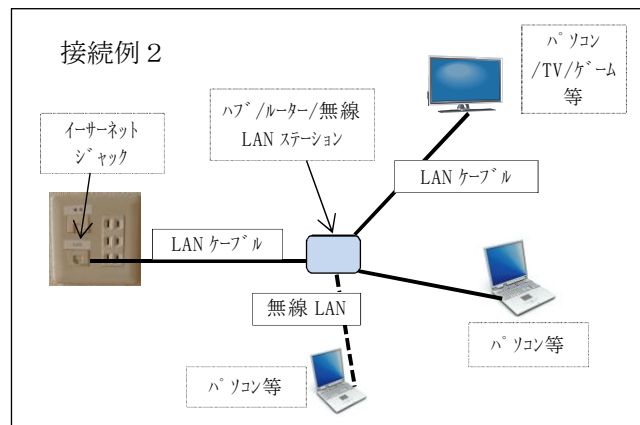 接続例２
ﾊﾟｿｺﾝ
/TV/ｹﾞｰﾑ
等
ﾊﾌﾞ/ﾙｰﾀｰ/無線
LAN ｽﾃｰｼｮﾝ
ｲｰｻｰﾈｯﾄ
ｼﾞｬｯｸ
LAN ｹｰﾌﾞﾙ
LAN ｹｰﾌﾞﾙ
無線 LAN
ﾊﾟｿｺﾝ等
ﾊﾟｿｺﾝ等